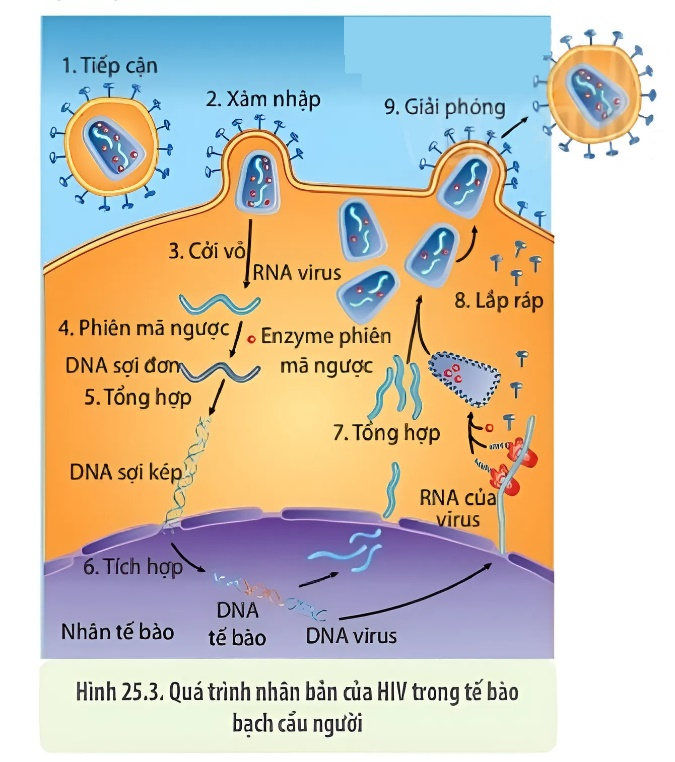 1. Tiếp cận
2. Xâm nhập
9. Giải phóng
3. Cởi vỏ
RNA virus
8. Lắp ráp
4. Phiên mã ngược
Enzyme phiên
mã ngược
DNA sợi đơn
5. Tổng hợp
7. Tổng hợp
DNA sợi kép
RNA của
virus
6. Tích hợp
DNA
tế bào
DNA virus
Nhân tế bào
Hình 25.3. Quá trình nhân bản của HIV trong tế bào
bạch cầu người